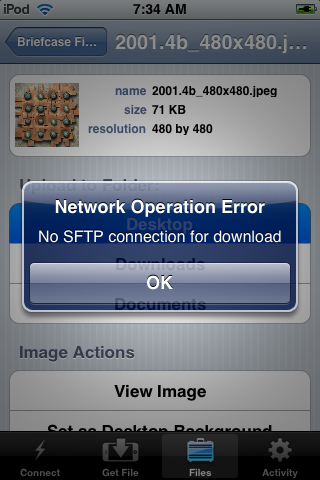 iPod 7:34 AM
Briefcase Fi... 2001.4b_480x480.j...
name 2001.4b_480x480.jpeg
size 71 KB
resolution 480 by 480
Upload to Folder:
Network Operation Error
Desktop
No SFTP connection for download
Downloads
OK
Documents
Image Actions
View Image
Set as Desktop Background
Connect Get File Files Activity